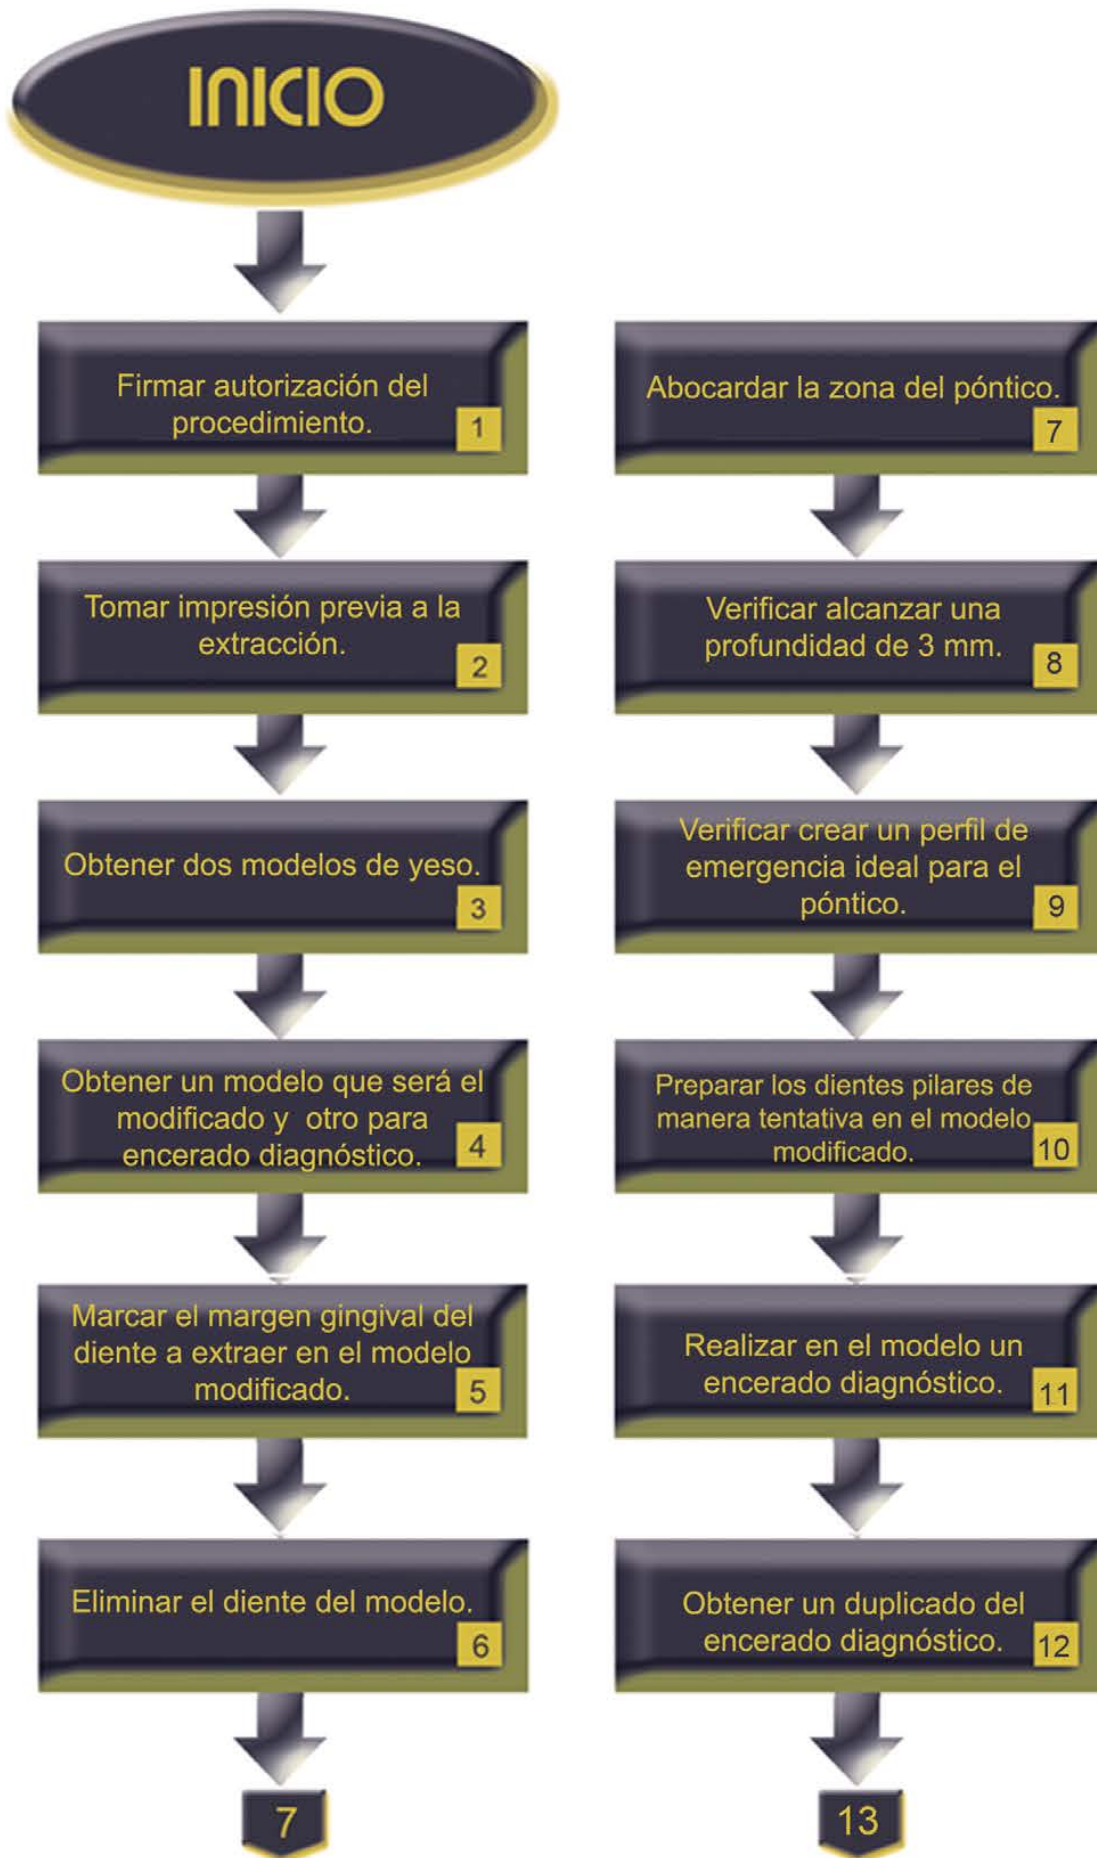 INICIO
Firmar autorización del
procedimiento.
1
Tomar impresión previa a la
extracción.
2
Obtener dos modelos de yeso.
3
Obtener un modelo que será el
modificado y otro para
encerado diagnóstico.
4
Marcar el margen gingival del
diente a extraer en el modelo
modificado.
5
Eliminar el diente del modelo.
6
7
Abocardar la zona del póntico.
7
Verificar alcanzar una
profundidad de 3 mm.
8
Verificar crear un perfil de
emergencia ideal para el
póntico.
9
Preparar los dientes pilares de
manera tentativa en el modelo
modificado.
10
Realizar en el modelo un
encerado diagnóstico.
11
Obtener un duplicado del
encerado diagnóstico.
12
13